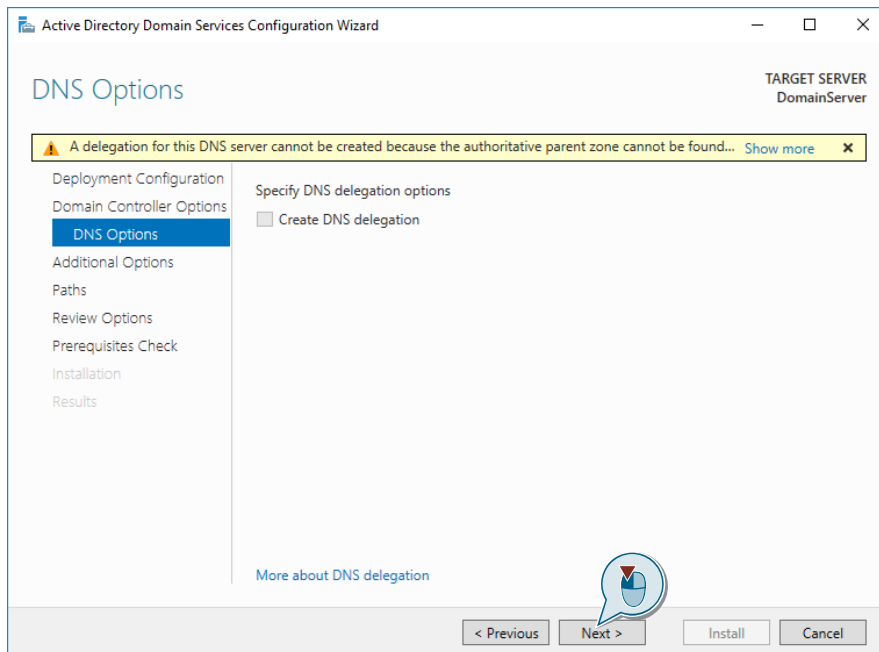 Active Directory Domain Services Configuration Wizard
DNS Options
TARGET SERVER
DomainServer
A delegation for this DNS server cannot be created because the authoritative parent zone cannot be found... Show more
Deployment Configuration
Domain Controller Options
DNS Options
Additional Options
Paths
Review Options
Prerequisites Check
Installation
Results
Specify DNS delegation options
Create DNS delegation
More about DNS delegation
< Previous
Next >
Install
Cancel